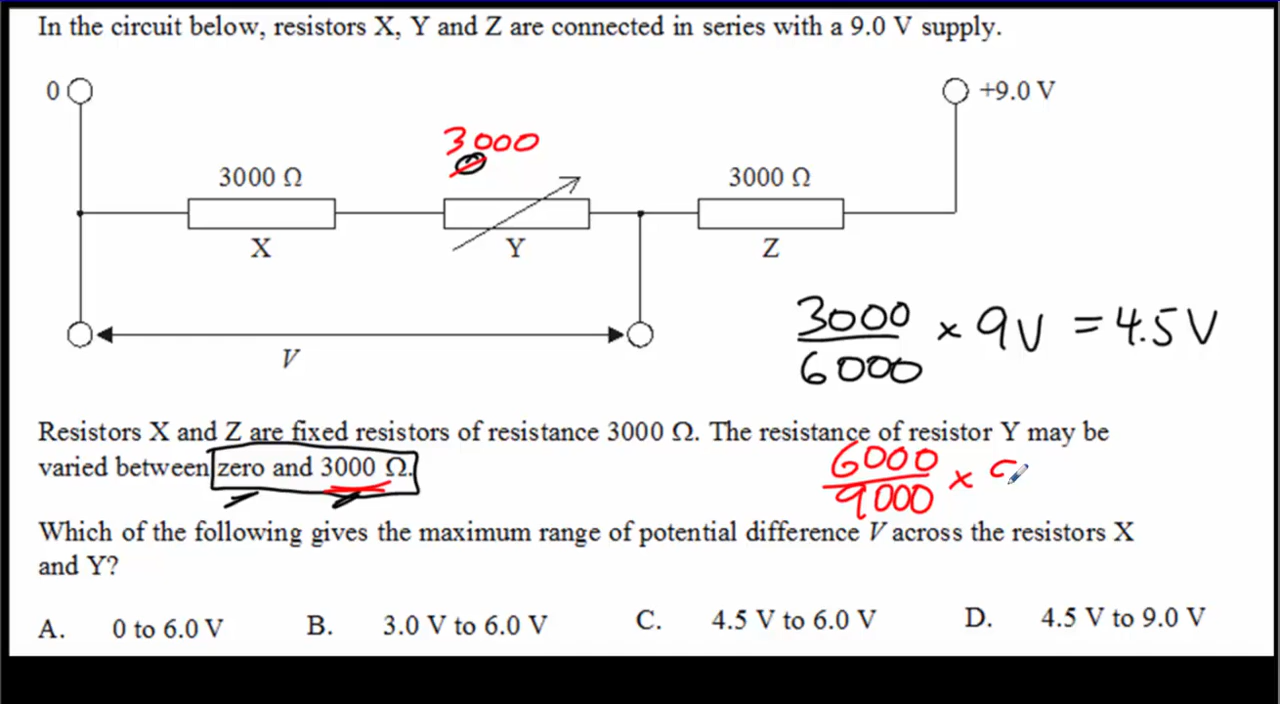 In the circuit below, resistors X, Y and Z are connected in series with a 9.0 V supply.
0
+9.0 V
3000
0
3000 Ω
3000 Ω
X
Y
Z
V
3000
6000
× 9V = 4.5 V
Resistors X and Z are fixed resistors of resistance 3000 Ω. The resistance of resistor Y may be
varied between zero and 3000 Ω.
6000
9000
×
Which of the following gives the maximum range of potential difference V across the resistors X
and Y?
A. 0 to 6.0 V B. 3.0 V to 6.0 V C. 4.5 V to 6.0 V D. 4.5 V to 9.0 V